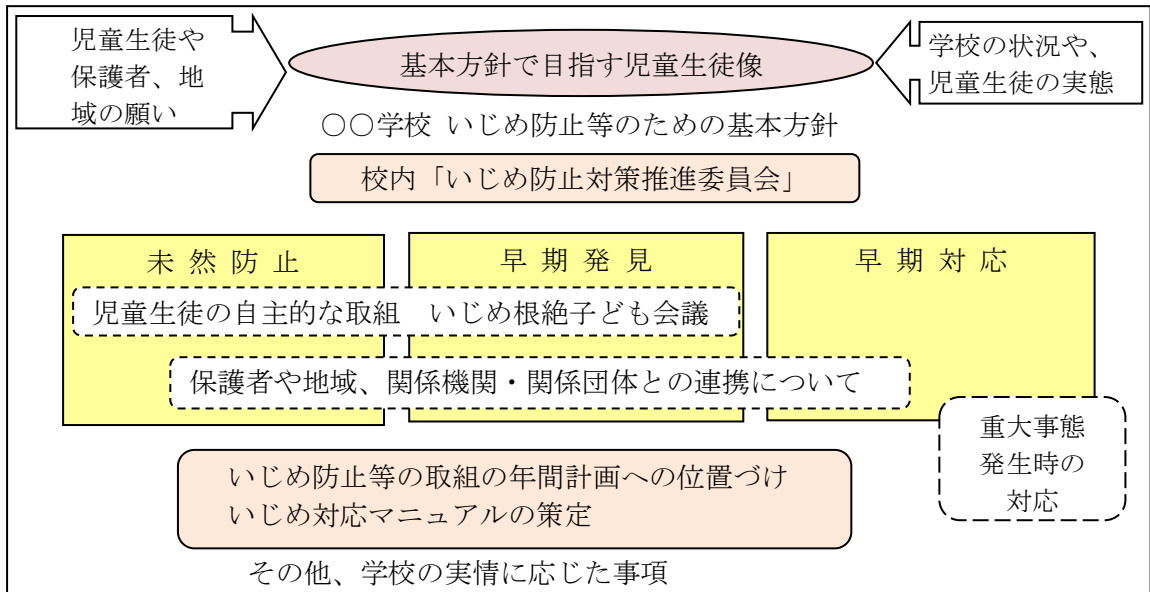 児童生徒や
保護者、地
域の願い
基本方針で目指す児童生徒像
学校の状況や、
児童生徒の実態
○○学校 いじめ防止等のための基本方針
校内「いじめ防止対策推進委員会」
未 然 防 止
早 期 発 見
早 期 対 応
児童生徒の自主的な取組 いじめ根絶子ども会議
保護者や地域、関係機関・関係団体との連携について
重大事態
発生時の
対応
いじめ防止等の取組の年間計画への位置づけ
いじめ対応マニュアルの策定
その他、学校の実情に応じた事項